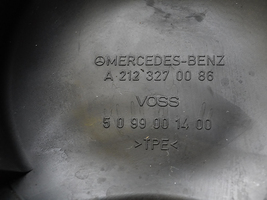 MERCEDES-BENZ
A 212 327 00 86
VOSS
5 0 99 00 14 00
>TPE<